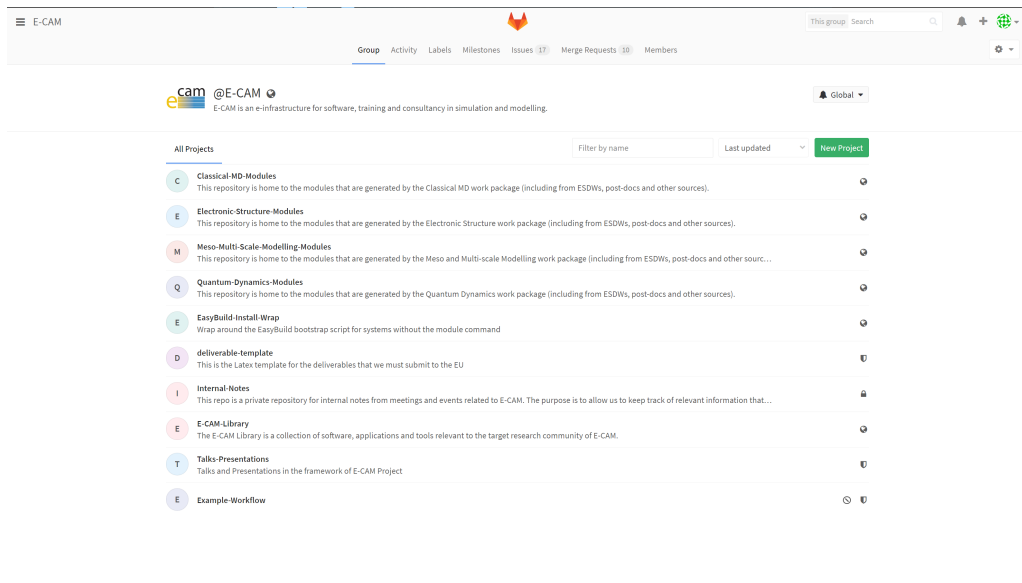 E-CAM
This group Search
Group Activity Labels Milestones Issues 17 Merge Requests 10 Members
e cam
@E-CAM
Global
E-CAM is an e-infrastructure for software, training and consultancy in simulation and modelling.
All Projects
Filter by name
Last updated
New Project
C
Classical-MD-Modules
This repository is home to the modules that are generated by the Classical MD work package (including from ESDWs, post-docs and other sources).
E
Electronic-Structure-Modules
This repository is home to the modules that are generated by the Electronic Structure work package (including from ESDWs, post-docs and other sources).
M
Meso-Multi-Scale-Modelling-Modules
This repository is home to the modules that are generated by the Meso and Multi-scale Modelling work package (including from ESDWs, post-docs and other sourc...
Q
Quantum-Dynamics-Modules
This repository is home to the modules that are generated by the Quantum Dynamics work package (including from ESDWs, post-docs and other sources).
E
EasyBuild-Install-Wrap
Wrap around the EasyBuild bootstrap script for systems without the module command
D
deliverable-template
This is the Latex template for the deliverables that we must submit to the EU
I
Internal-Notes
This repo is a private repository for internal notes from meetings and events related to E-CAM. The purpose is to allow us to keep track of relevant information that...
E
E-CAM-Library
The E-CAM Library is a collection of software, applications and tools relevant to the target research community of E-CAM.
T
Talks-Presentations
Talks and Presentations in the framework of E-CAM Project
E
Example-Workflow